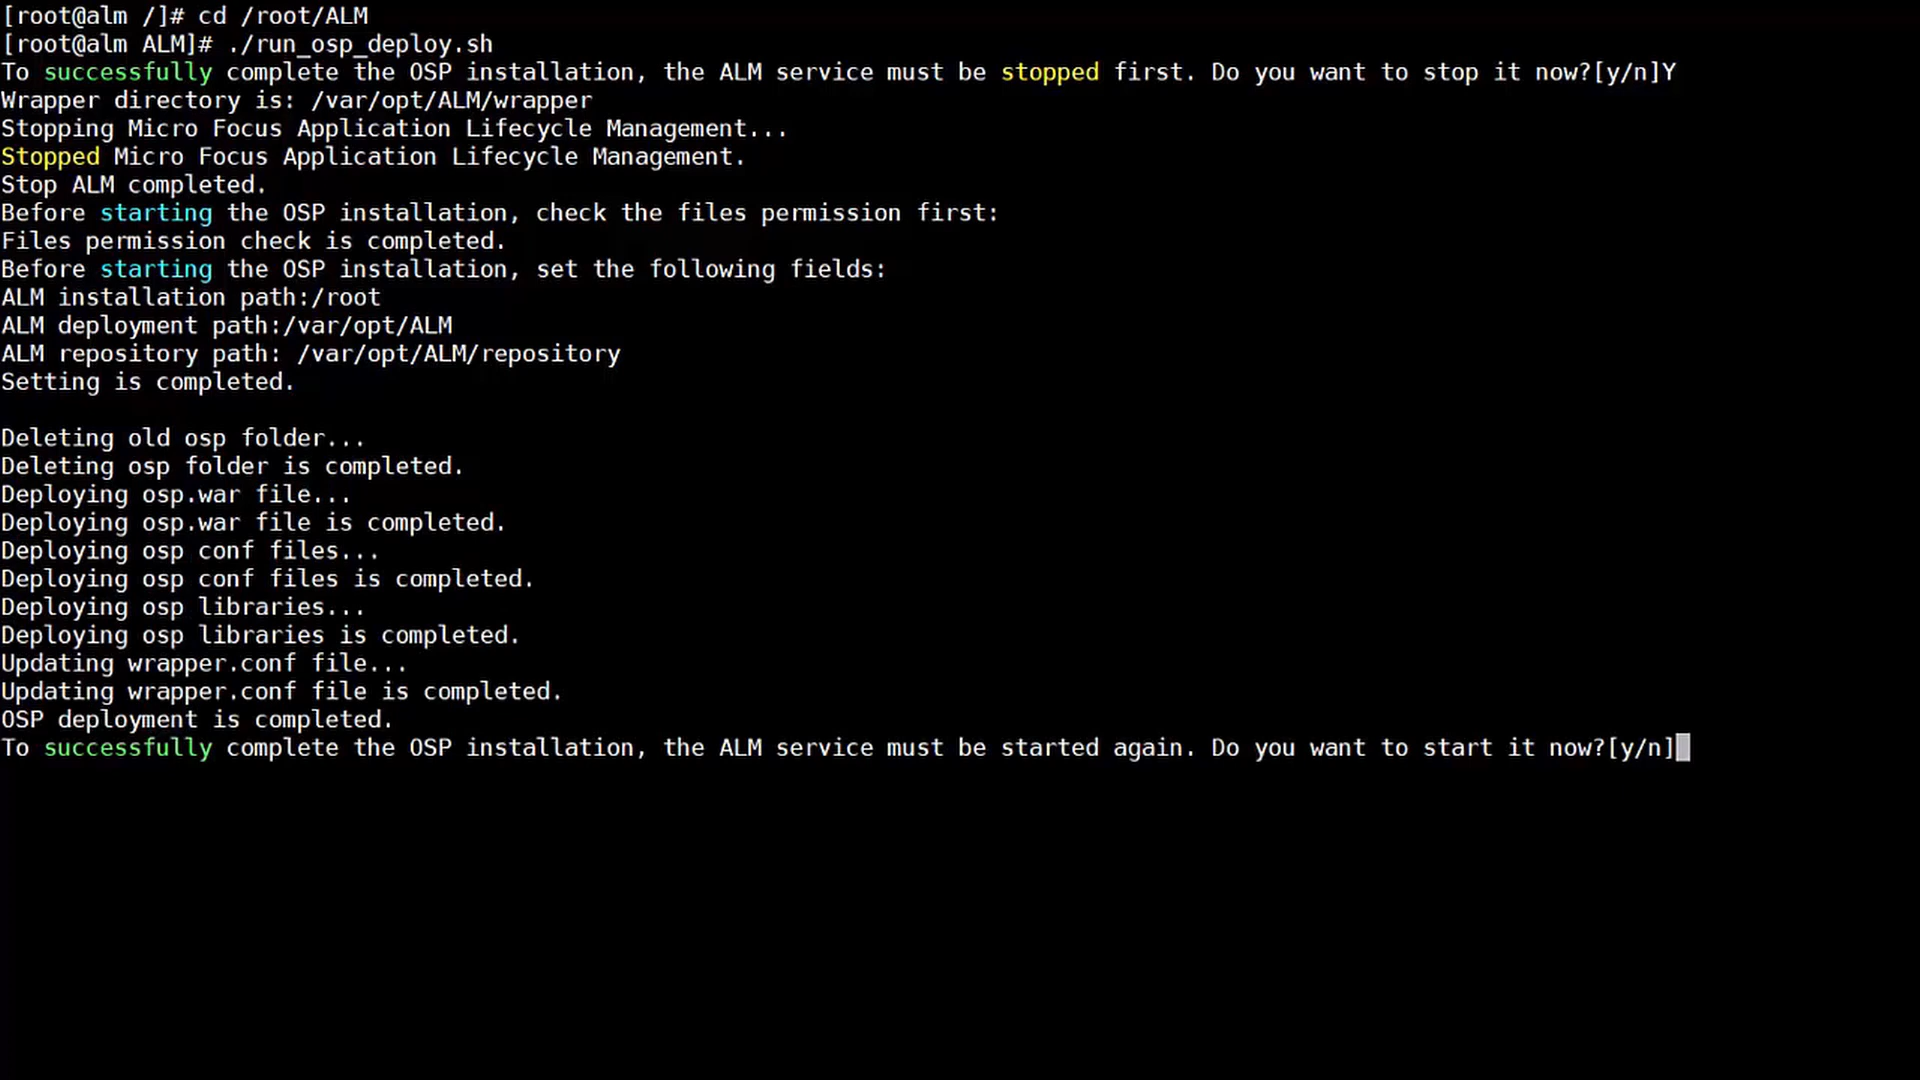 [root@alm /]# cd /root/ALM
[root@alm ALM]# ./run_osp_deploy.sh
To successfully complete the OSP installation, the ALM service must be stopped first. Do you want to stop it now?[y/n]Y
Wrapper directory is: /var/opt/ALM/wrapper
Stopping Micro Focus Application Lifecycle Management...
Stopped Micro Focus Application Lifecycle Management.
Stop ALM completed.
Before starting the OSP installation, check the files permission first:
Files permission check is completed.
Before starting the OSP installation, set the following fields:
ALM installation path:/root
ALM deployment path:/var/opt/ALM
ALM repository path: /var/opt/ALM/repository
Setting is completed.
Deleting old osp folder...
Deleting osp folder is completed.
Deploying osp.war file...
Deploying osp.war file is completed.
Deploying osp conf files...
Deploying osp conf files is completed.
Deploying osp libraries...
Deploying osp libraries is completed.
Updating wrapper.conf file...
Updating wrapper.conf file is completed.
OSP deployment is completed.
To successfully complete the OSP installation, the ALM service must be started again. Do you want to start it now?[y/n]